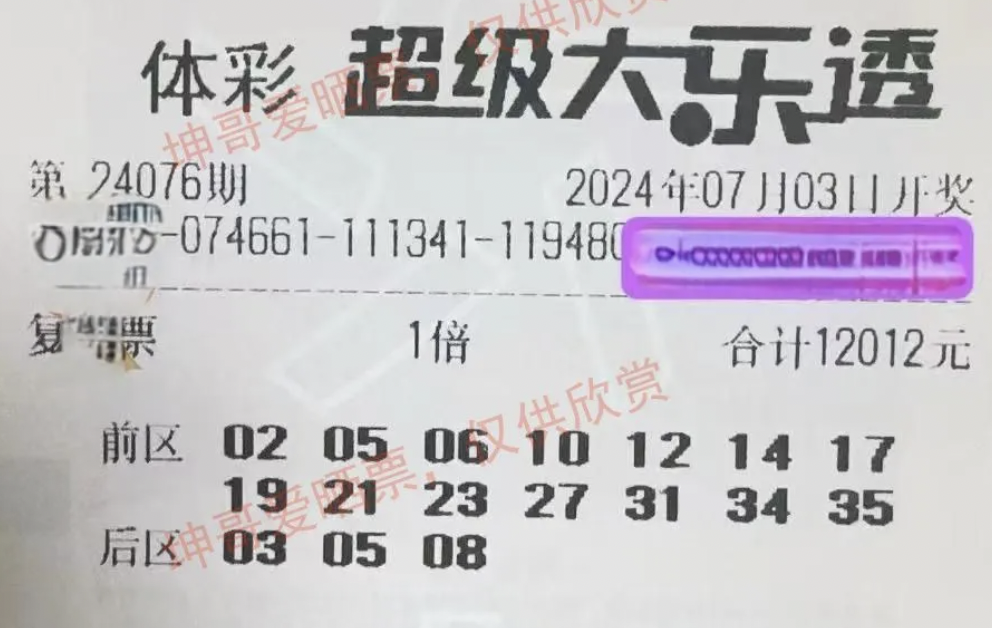 体彩 超级大乐透
第 24076期 2024年07月03日开奖
-074661-111341-119480
复 票 1倍 合计12012元
前区 02 05 06 10 12 14 17
19 21 23 27 31 34 35
后区 03 05 08
坤哥爱晒票，仅供欣赏
坤哥爱晒票，仅供欣赏